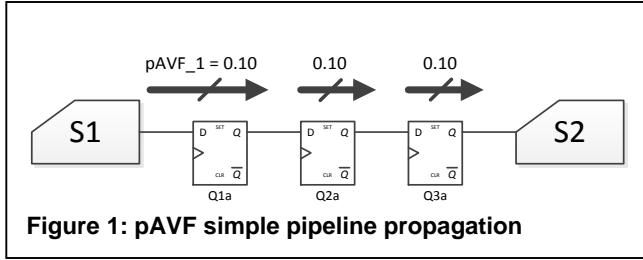 pAVF_1 = 0.10 0.10 0.10
S1 S2
D SET Q D SET Q D SET Q
CLR Q CLR Q CLR Q
Q1a Q2a Q3a
Figure 1: pAVF simple pipeline propagation